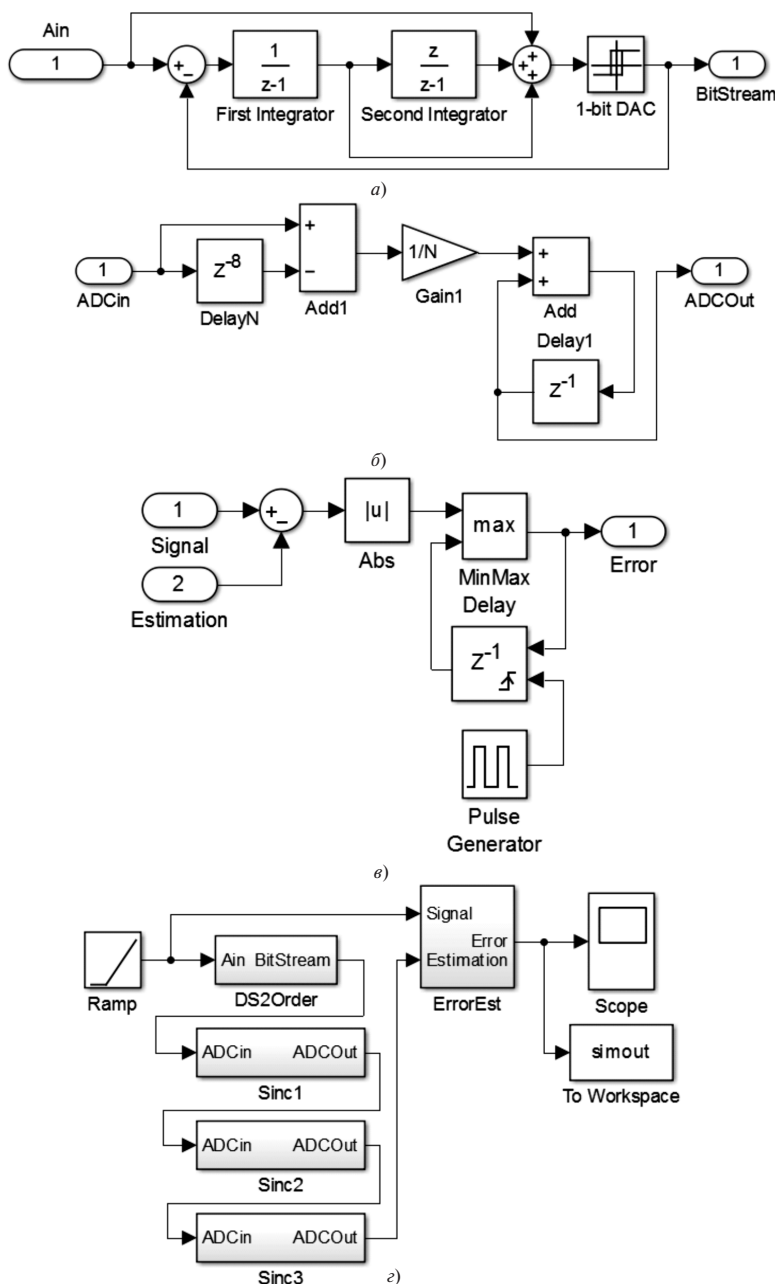 Ain
1
+
-
1
z-1
First Integrator
z
z-1
Second Integrator
+
+
+
1-bit DAC
1
BitStream
а)
1
ADCin
z-8
DelayN
+
−
Add1
1/N
Gain1
+
+
Add
Delay1
z-1
1
ADCOut
б)
1
Signal
2
Estimation
+
-
|u|
Abs
max
MinMax
Delay
z-1
1
Error
Pulse
Generator
в)
Ramp
Ain BitStream
DS2Order
ADCin ADCOut
Sinc1
ADCin ADCOut
Sinc2
ADCin ADCOut
Sinc3
Signal
Error
Estimation
ErrorEst
Scope
simout
To Workspace
г)